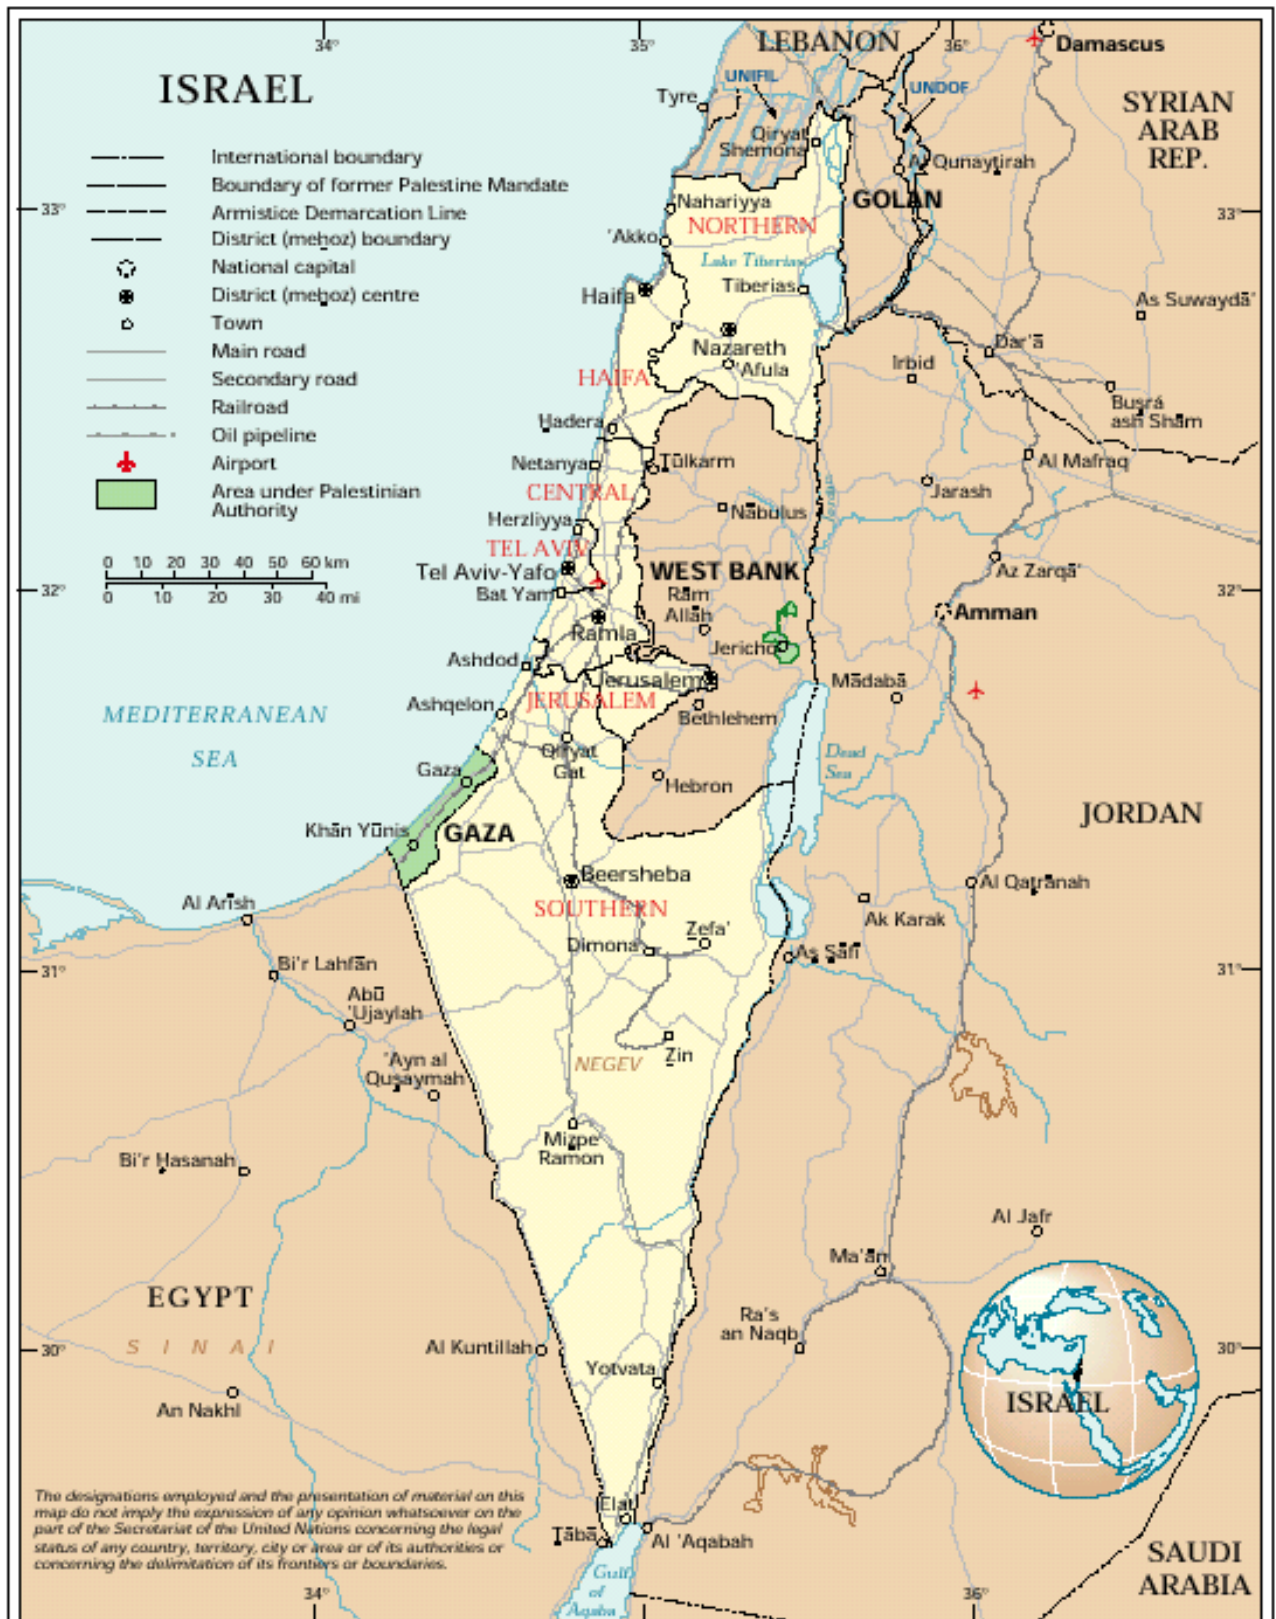 34°
35°
36°
LEBANON
Damascus
ISRAEL
UNIFIL
UNDOF
Tyre
SYRIAN
ARAB
REP.
Qiryat
Shemona
Al Qunaytirah
International boundary
Boundary of former Palestine Mandate
Armistice Demarcation Line
District (meḥoz) boundary
National capital
District (meḥoz) centre
Town
Main road
Secondary road
Railroad
Oil pipeline
Airport
Area under Palestinian
Authority
0 10 20 30 40 50 60 km
0 10 20 30 40 mi
33°
33°
Nahariyya
GOLAN
NORTHERN
'Akko
Lake Tiberias
Tiberias
Haifa
As Suwaydā'
Nazareth
Dar'ā
'Afula
Irbid
HAIFA
Busrá
ash Shām
Hadera
Netanya
Tūlkarm
Al Mafraq
CENTRAL
Jarash
Nābulus
Jordan
Herzliyya
TEL AVIV
Tel Aviv-Yafo
WEST BANK
Az Zarqā'
32°
32°
Bat Yam
Rām
Allāh
Amman
Ramla
Jericho
Ashdod
Jerusalem
Mādabā
JERUSALEM
Ashqelon
Bethlehem
MEDITERRANEAN
SEA
Qiryat
Gat
Dead
Sea
Gaza
Hebron
JORDAN
Khān Yūnis
GAZA
Beersheba
Al Qatrānah
Al Arīsh
SOUTHERN
Ak Karak
Zefa'
Dimona
As Sāfī
31°
31°
Bi'r Lahfān
Abū
'Ujaylah
Zin
'Ayn al
Qusaymah
NEGEV
Mizpe
Ramon
Bi'r Hasanah
Al Jafr
Ma'ān
EGYPT
Ra's
an Naqb
SINAI
Al Kuntillah
30°
30°
Yotvata
ISRAEL
An Nakhl
The designations employed and the presentation of material on this
map do not imply the expression of any opinion whatsoever on the
part of the Secretariat of the United Nations concerning the legal
status of any country, territory, city or area or of its authorities or
concerning the delimitation of its frontiers or boundaries.
Elat
Tābā
Al 'Aqabah
SAUDI
ARABIA
Gulf
of
Aqaba
34°
35°
36°